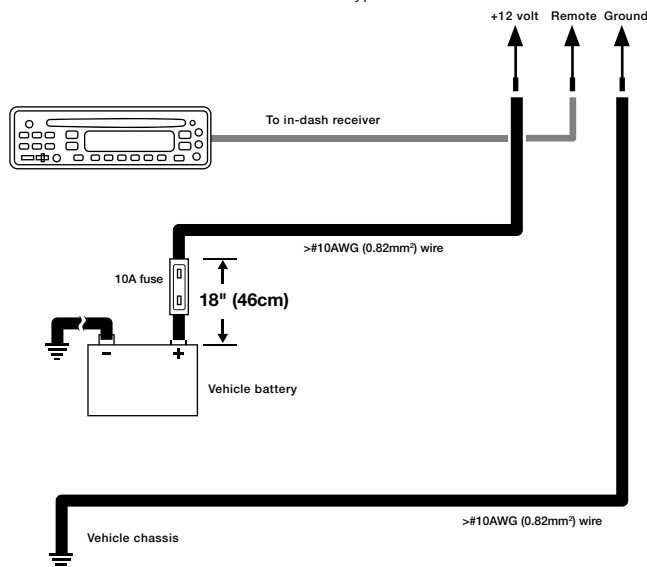 +12 volt Remote Ground
To in-dash receiver
>#10AWG (0.82mm²) wire
10A fuse
18" (46cm)
- +
Vehicle battery
>#10AWG (0.82mm²) wire
Vehicle chassis